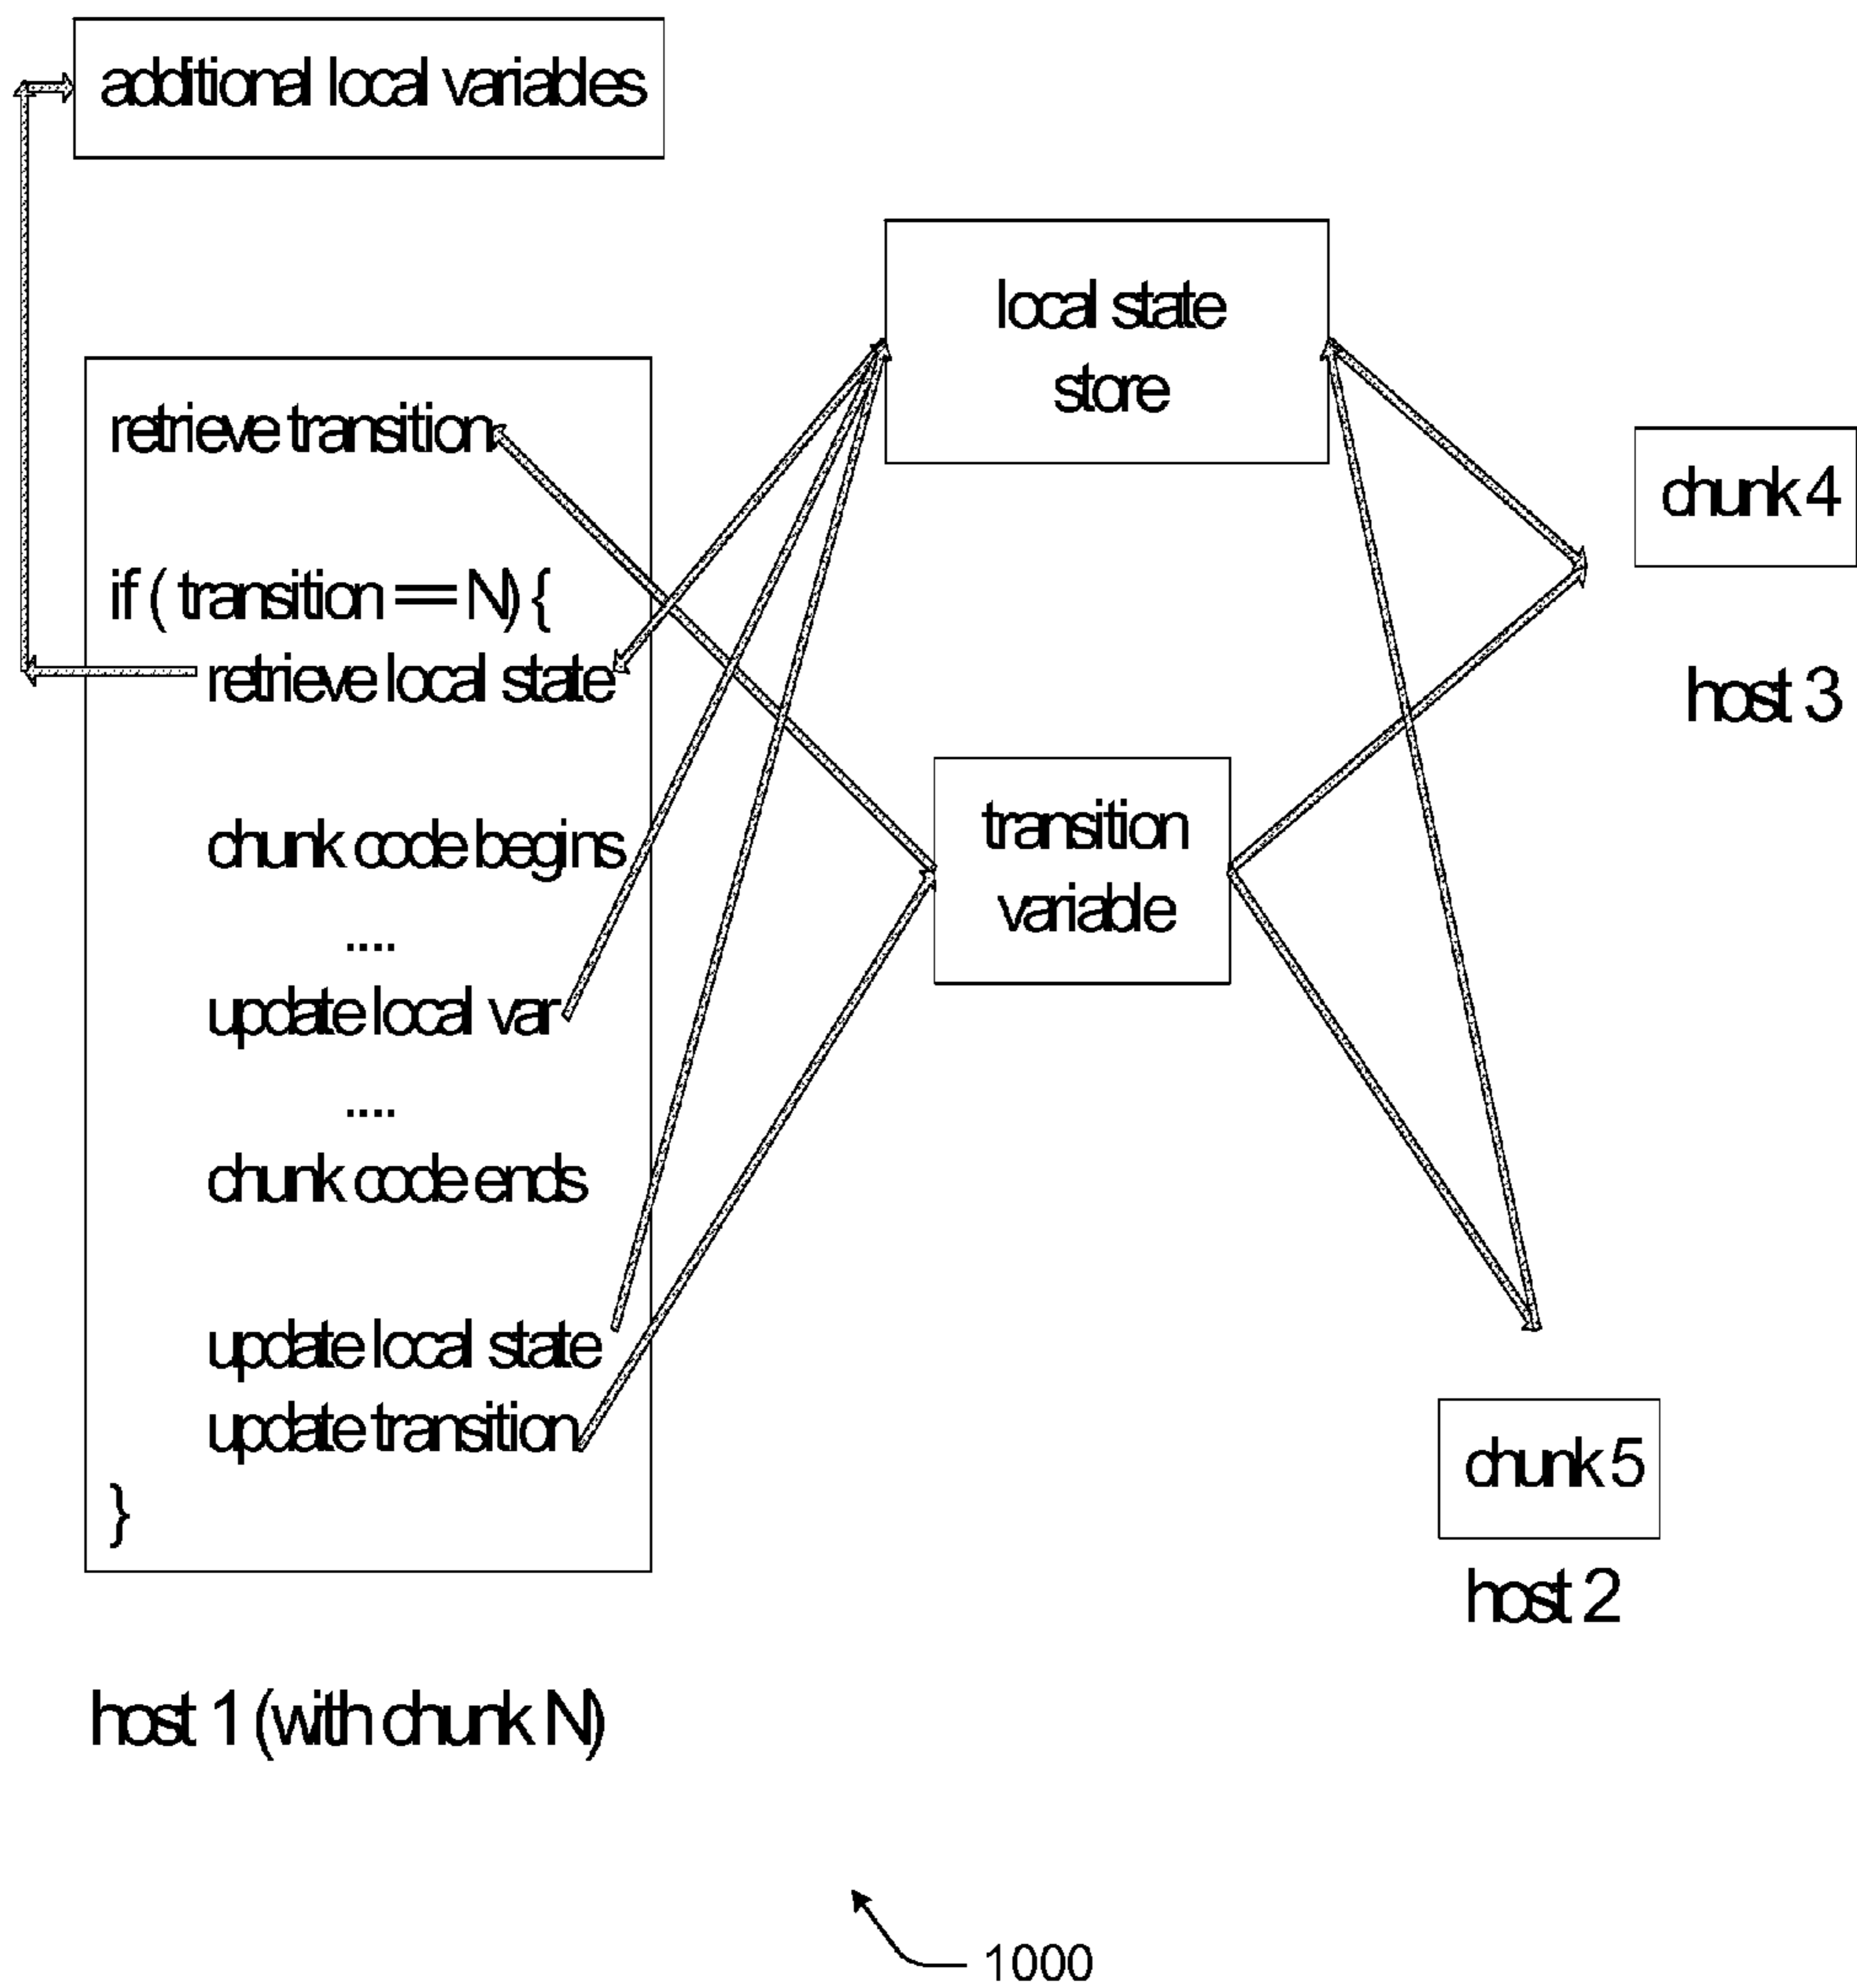 additional local variables
retrieve transition
if ( transition == N) {
retrieve local state
chunk code begins
....
update local var
....
chunk code ends
update local state
update transition
}
host 1 (with chunk N)
local state
store
transition
variable
chunk 4
host 3
chunk 5
host 2
1000